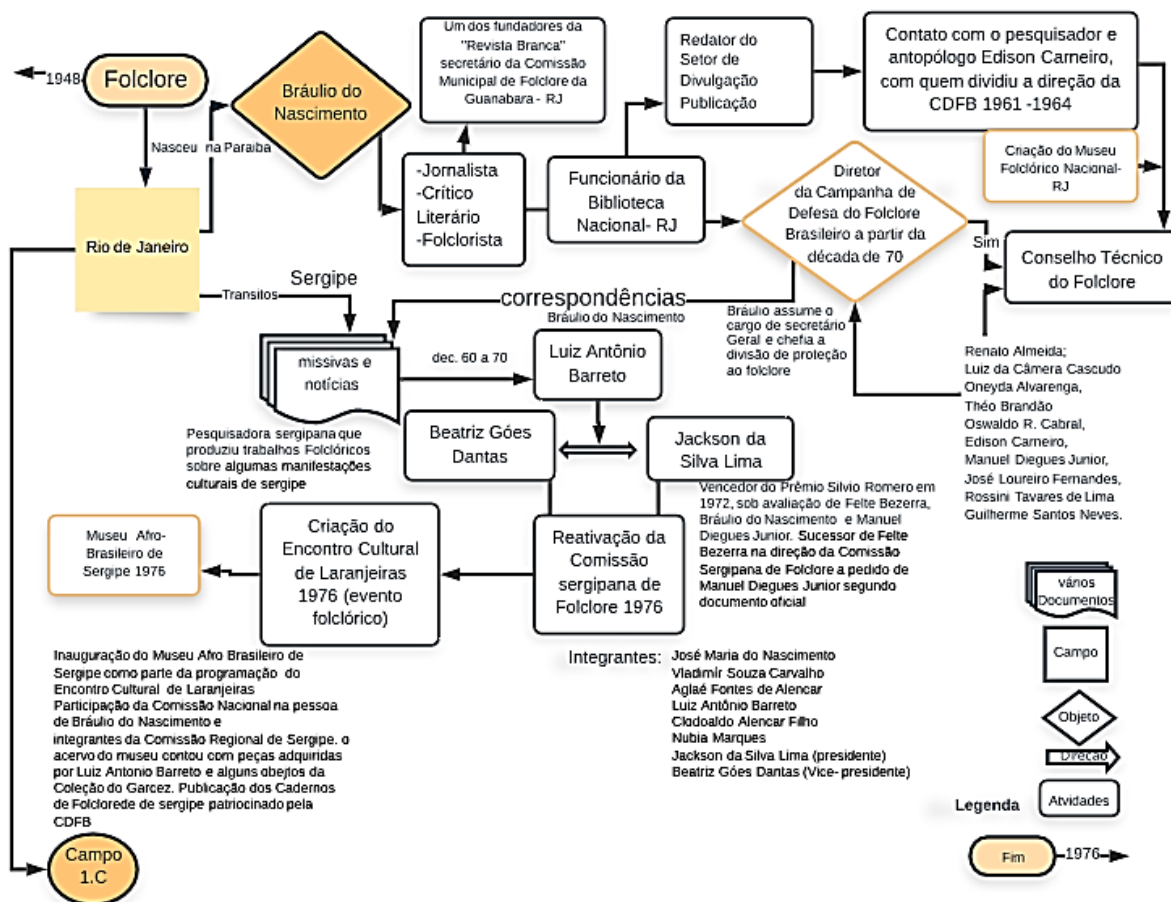 1948
Folclore
Nasceu na Paraiba
Rio de Janeiro
Bráulio do
Nascimento
Um dos fundadores da
"Revista Branca"
secretário da Comissão
Municipal de Folclore da
Guanabara - RJ
-Jornalista
-Crítico
Literário
-Folclorista
Funcionário da
Biblioteca
Nacional- RJ
Redator do
Setor de
Divulgação
Publicação
Contato com o pesquisador e
antopólogo Edison Carneiro,
com quem dividiu a direção da
CDFB 1961 -1964
Criação do Museu
Folclórico Nacional-
RJ
Diretor
da Campanha de
Defesa do Folclore
Brasileiro a partir da
década de 70
Sim
Conselho Técnico
do Folclore
Sergipe
Transitos
correspondências
Bráulio do Nascimento
Bráulio assume o
cargo de secretário
Geral e chefia a
divisão de proteção
ao folclore
missivas e
notícias
dec. 60 a 70
Luiz Antônio
Barreto
Renato Almeida;
Luiz da Câmera Cascudo
Oneyda Alvarenga,
Théo Brandão
Oswaldo R. Cabral,
Edison Carneiro,
Manuel Diegues Junior,
José Loureiro Fernandes,
Rossini Tavares de Lima
Guilherme Santos Neves.
Pesquisadora sergipana que
produziu trabalhos Folclóricos
sobre algumas manifestações
culturais de sergipe
Beatriz Góes
Dantas
Jackson da
Silva Lima
Vencedor do Prêmio Silvio Romero em
1972, sob avaliação de Felte Bezerra,
Bráulio do Nascimento e Manuel
Diegues Junior. Sucessor de Felte
Bezerra na direção da Comissão
Sergipana de Folclore a pedido de
Manuel Diegues Junior segundo
documento oficial
Museu Afro-
Brasileiro de
Sergipe 1976
Criação do
Encontro Cultural
de Laranjeiras
1976 (evento
folclórico)
Reativação da
Comissão
sergipana de
Folclore 1976
Integrantes:
José Maria do Nascimento
Vladimír Souza Carvalho
Aglaé Fontes de Alencar
Luiz Antônio Barreto
Clodoaldo Alencar Filho
Nubia Marques
Jackson da Silva Lima (presidente)
Beatriz Góes Dantas (Vice- presidente)
Inauguração do Museu Afro Brasileiro de
Sergipe como parte da programação do
Encontro Cultural de Laranjeiras
Participação da Comissão Nacional na pessoa
de Bráulio do Nascimento e
integrantes da Comissão Regional de Sergipe. o
acervo do museu contou com peças adquiridas
por Luiz Antonio Barreto e alguns obejtos da
Coleção do Garcez. Publicação dos Cadernos
de Folclorede de sergipe patriocinado pela
CDFB
Campo
1.C
vários
Documentos
Campo
Objeto
Direcão
Legenda
Atvidades
Fim
1976